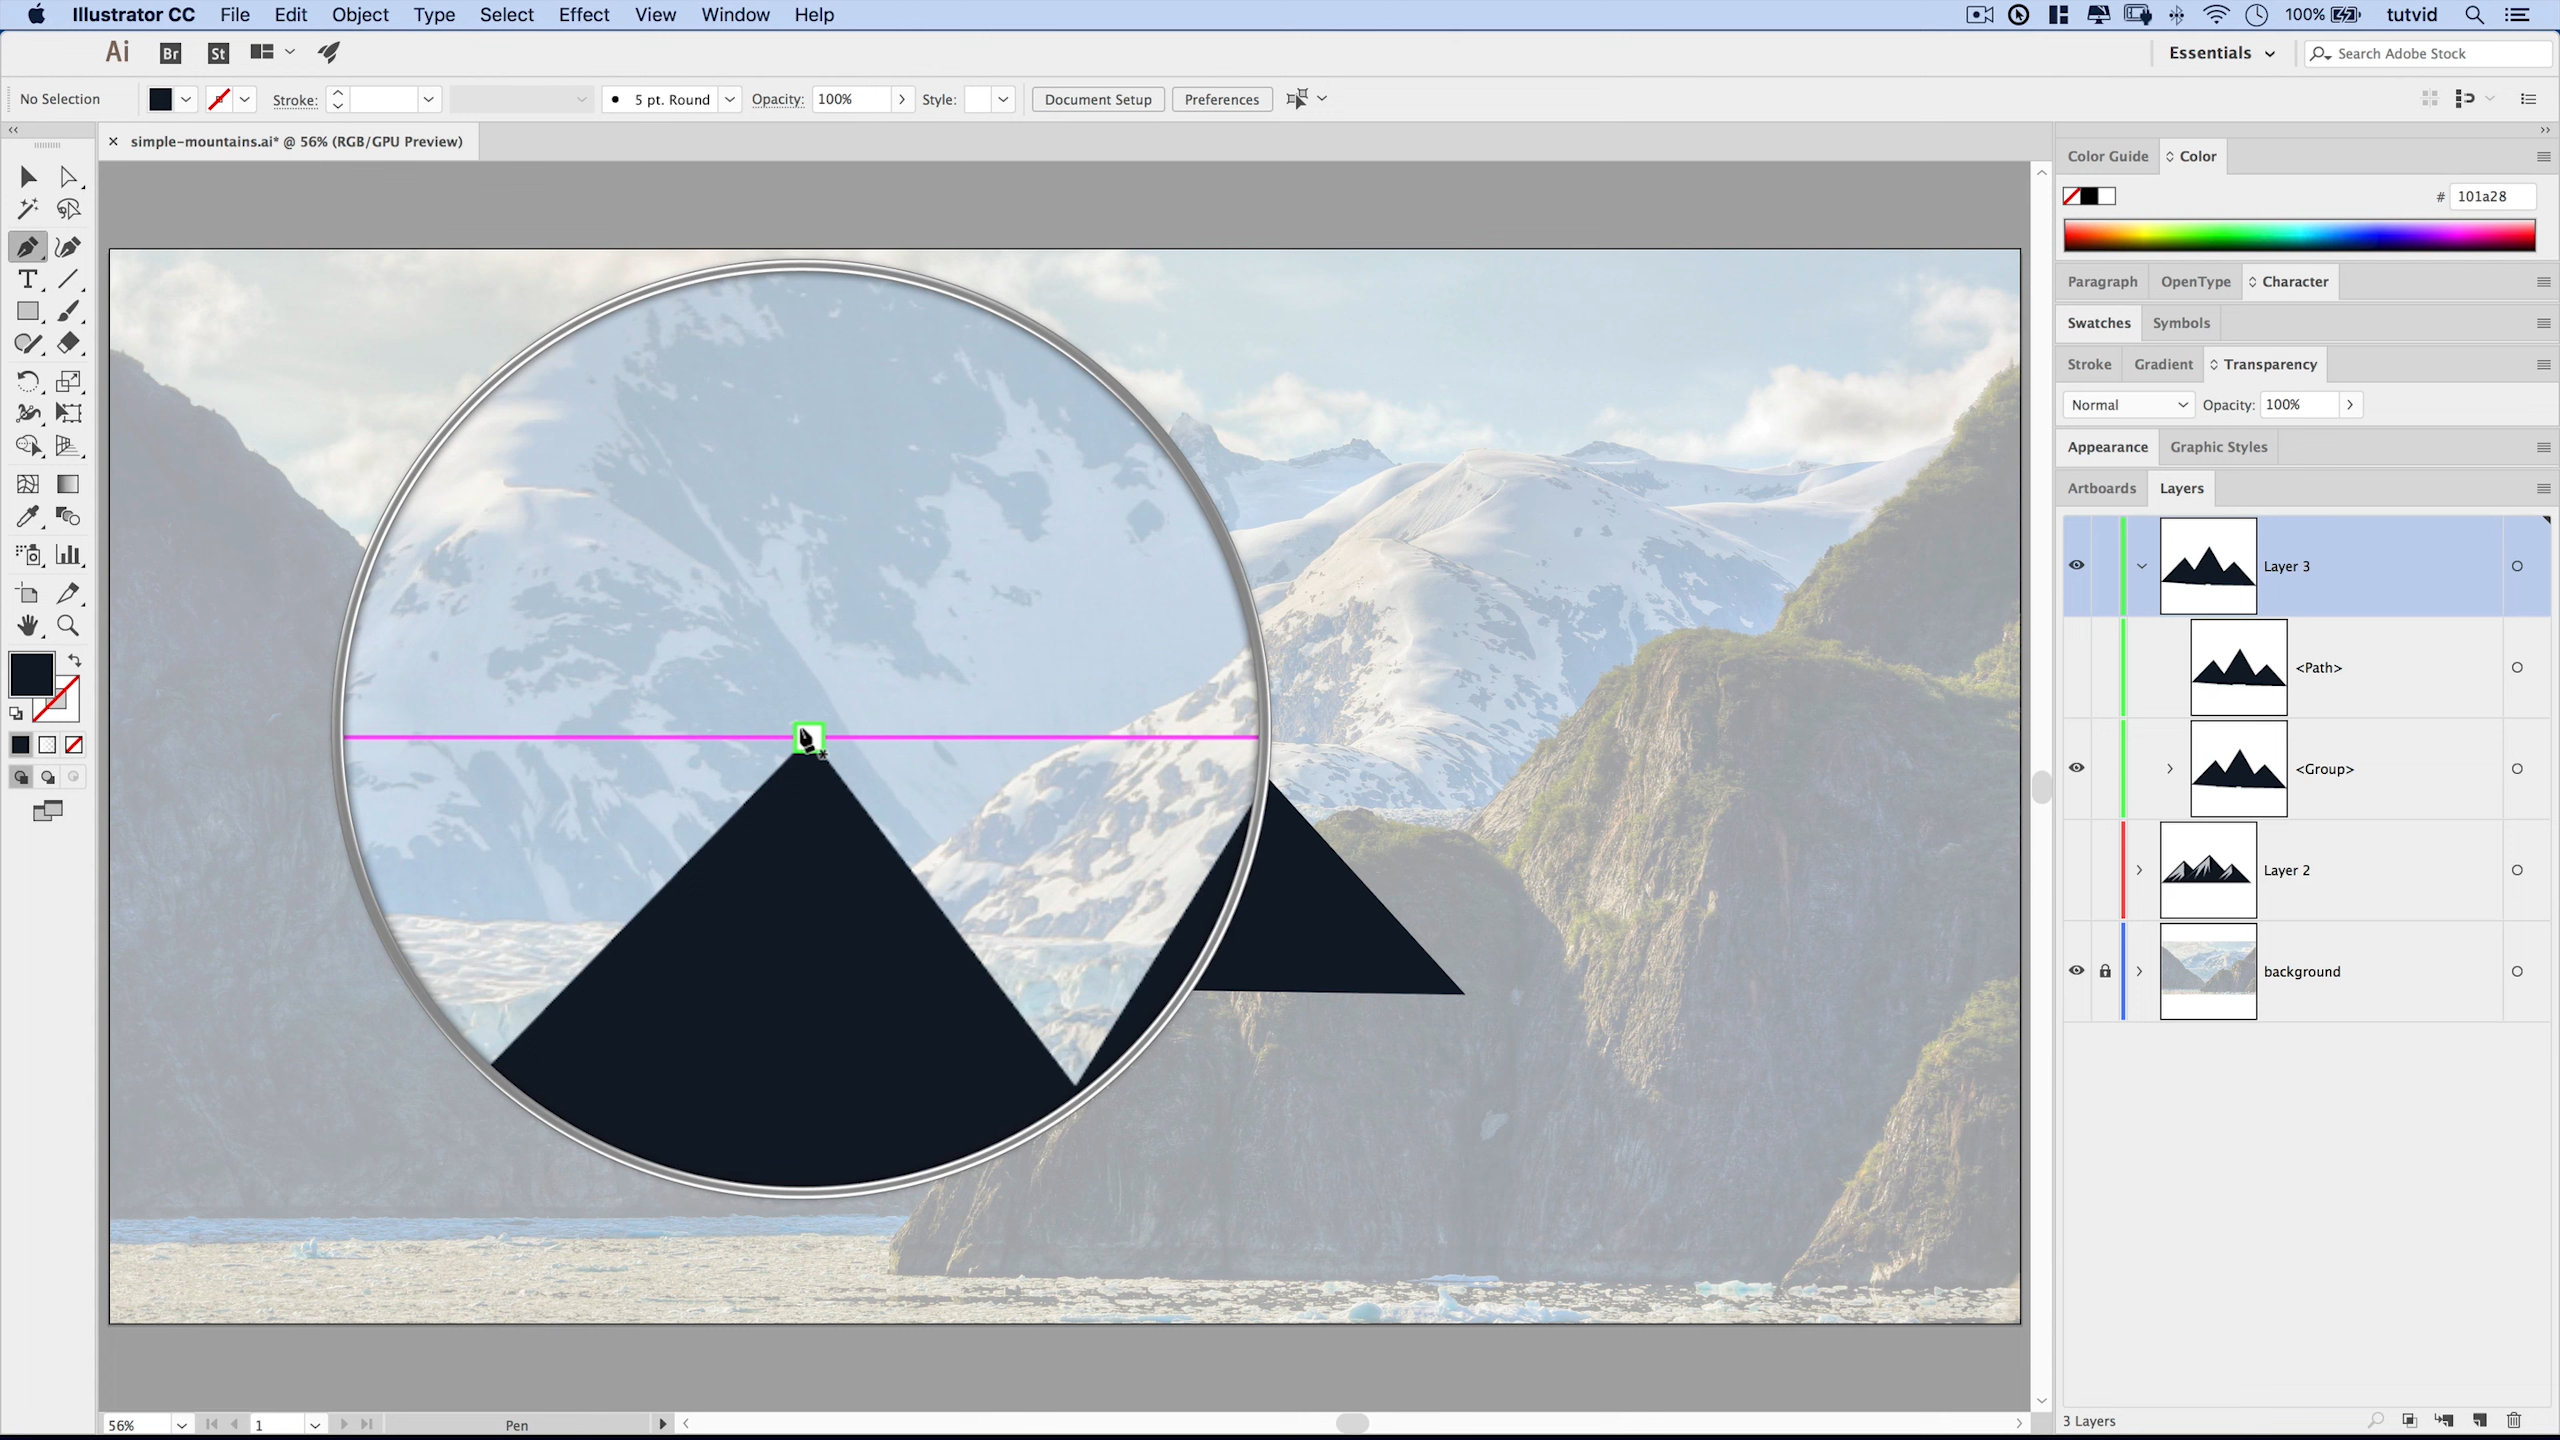 Illustrator CC File Edit Object Type Select Effect View Window Help 100% tutvid
Ai Br St Essentials Search Adobe Stock
No Selection Stroke: 5 pt. Round Opacity: 100% Style: Document Setup Preferences
simple-mountains.ai* @ 56% (RGB/GPU Preview)
Color Guide Color
# 101a28
Paragraph OpenType Character
Swatches Symbols
Stroke Gradient Transparency
Normal Opacity: 100%
Appearance Graphic Styles
Artboards Layers
Layer 3
<Path>
<Group>
Layer 2
background
3 Layers
56% 1 Pen